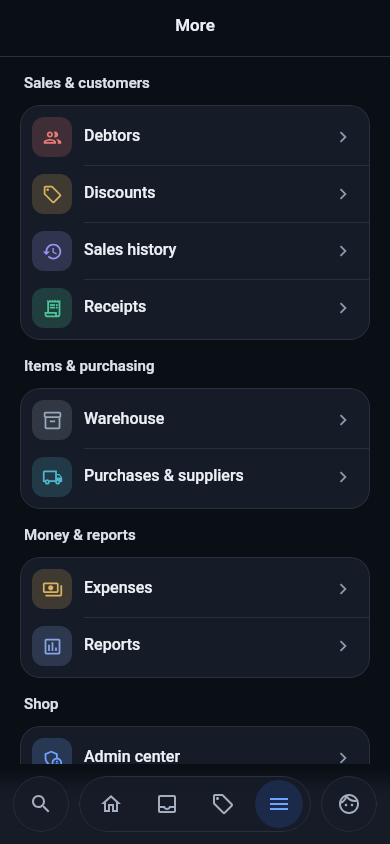 More
Sales & customers
Debtors
Discounts
Sales history
Receipts
Items & purchasing
Warehouse
Purchases & suppliers
Money & reports
Expenses
Reports
Shop
Admin center